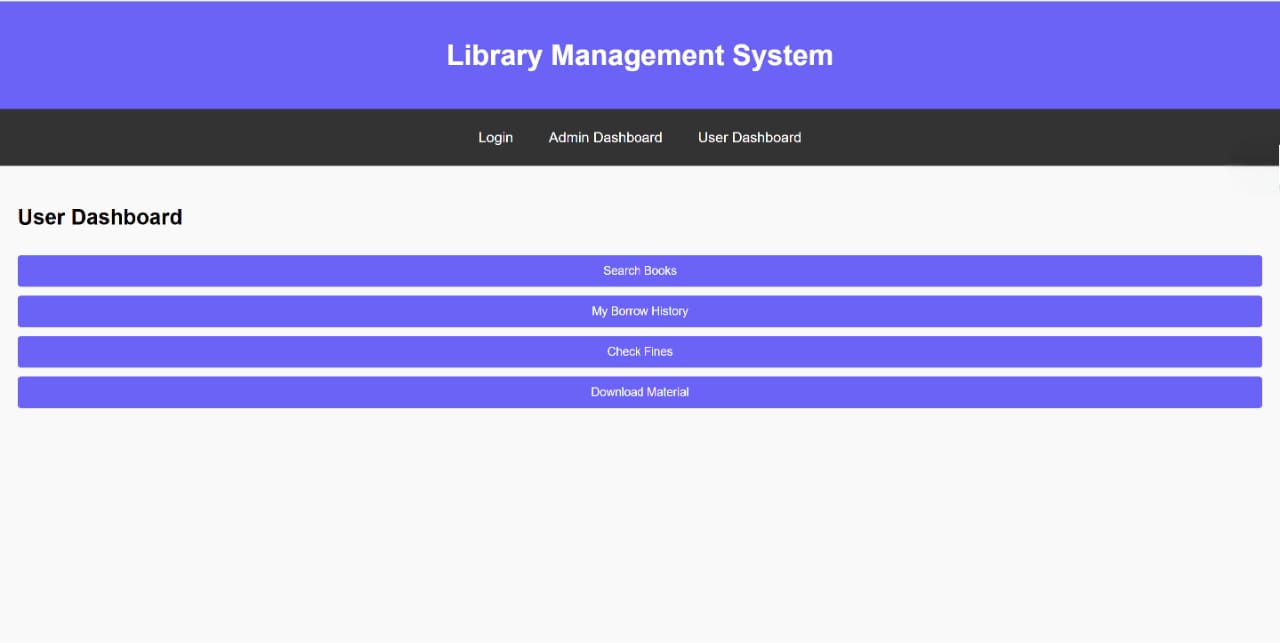 Library Management System
Login Admin Dashboard User Dashboard
User Dashboard
Search Books
My Borrow History
Check Fines
Download Material